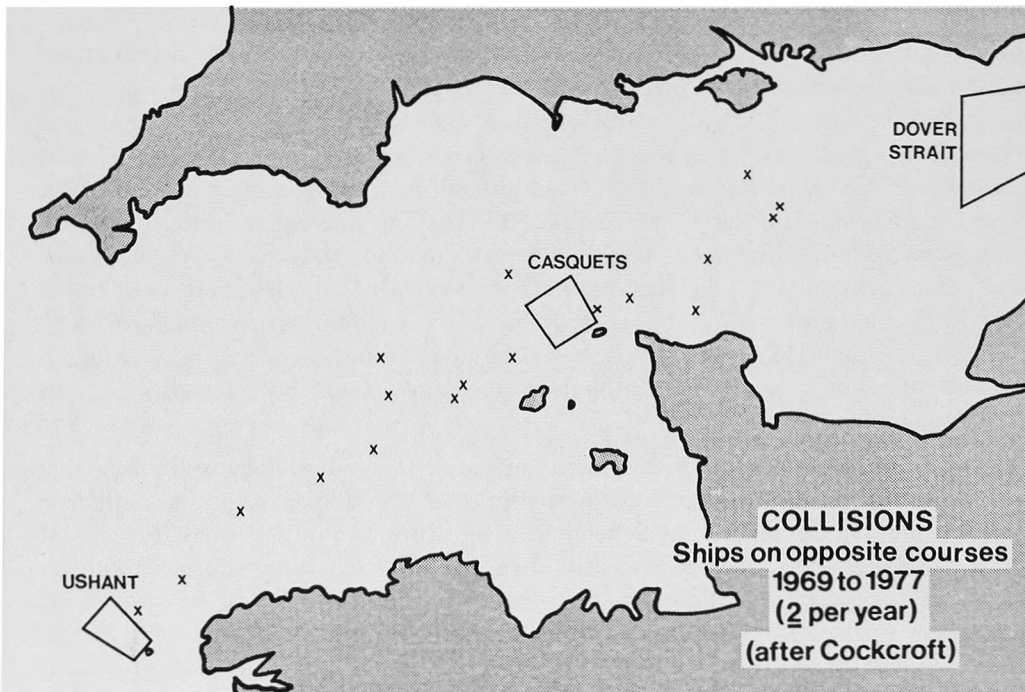 DOVER
STRAIT
CASQUETS
USHANT
COLLISIONS
Ships on opposite courses
1969 to 1977
(2 per year)
(after Cockcroft)